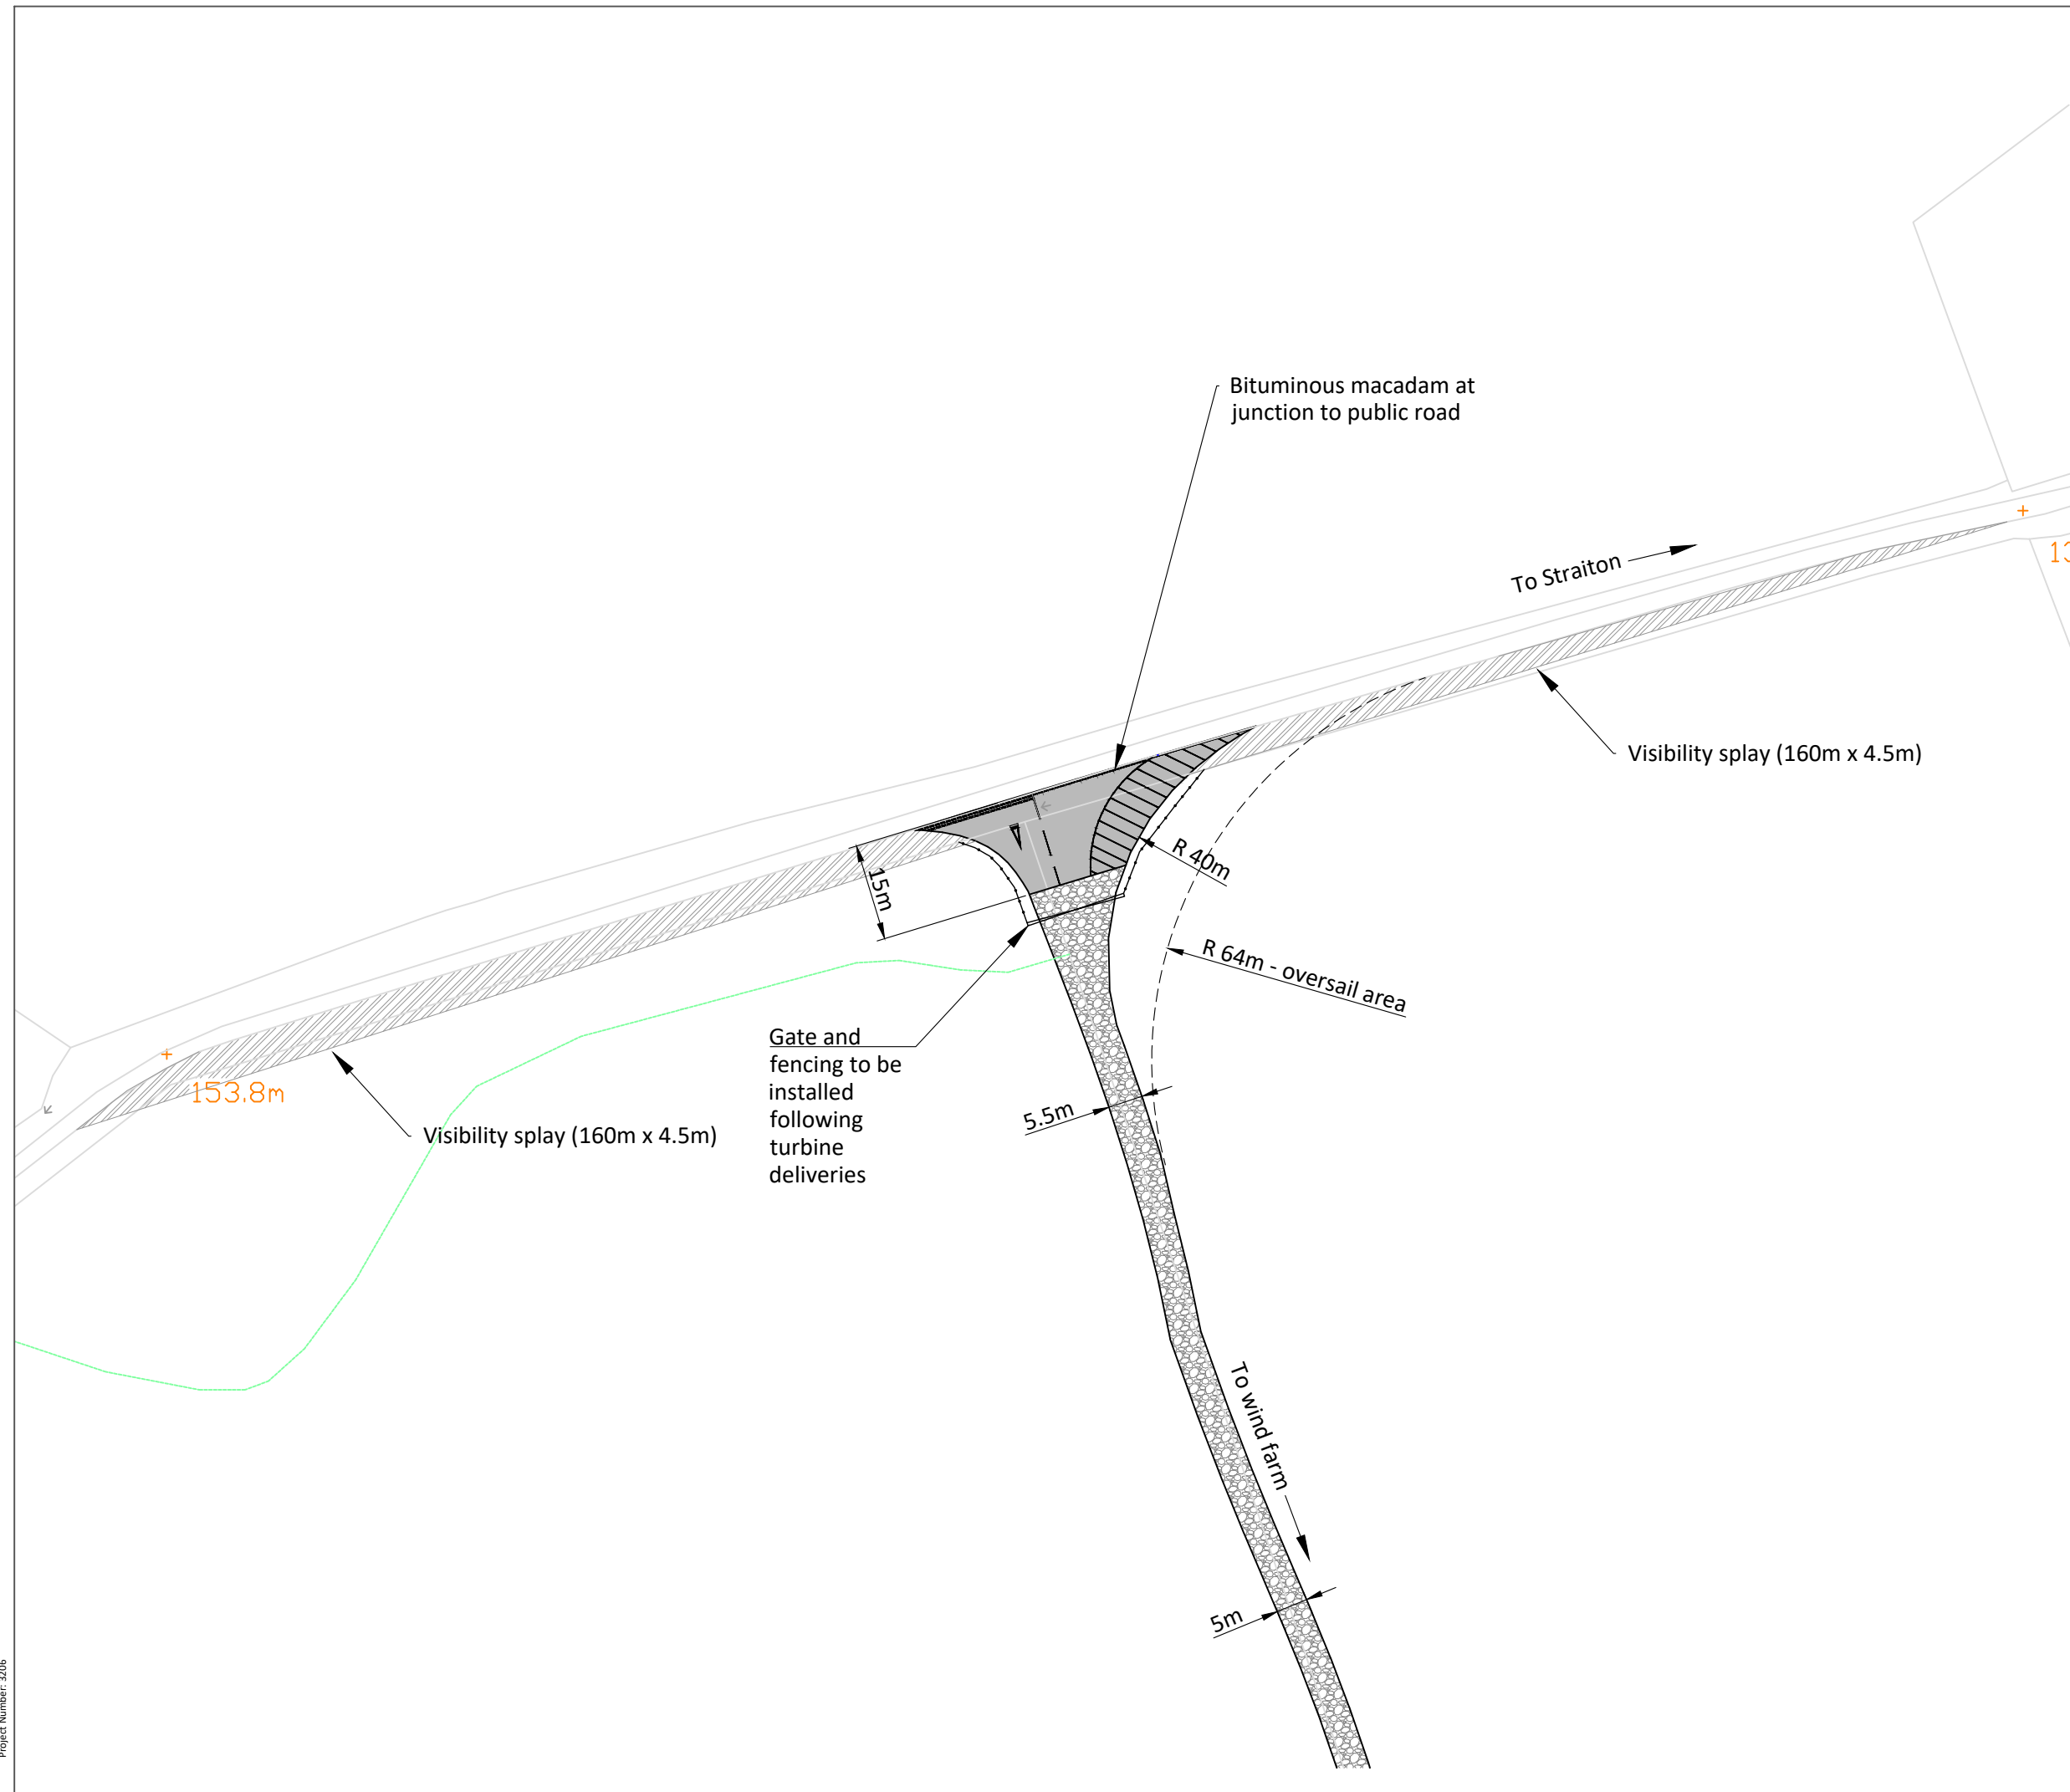 Bituminous macadam at
junction to public road
To Straiton
13
Visibility splay (160m x 4.5m)
R 40m
15m
R 64m - oversail area
Gate and
fencing to be
installed
following
turbine
deliveries
153.8m
Visibility splay (160m x 4.5m)
5.5m
To wind farm
5m
Project Number: 3206